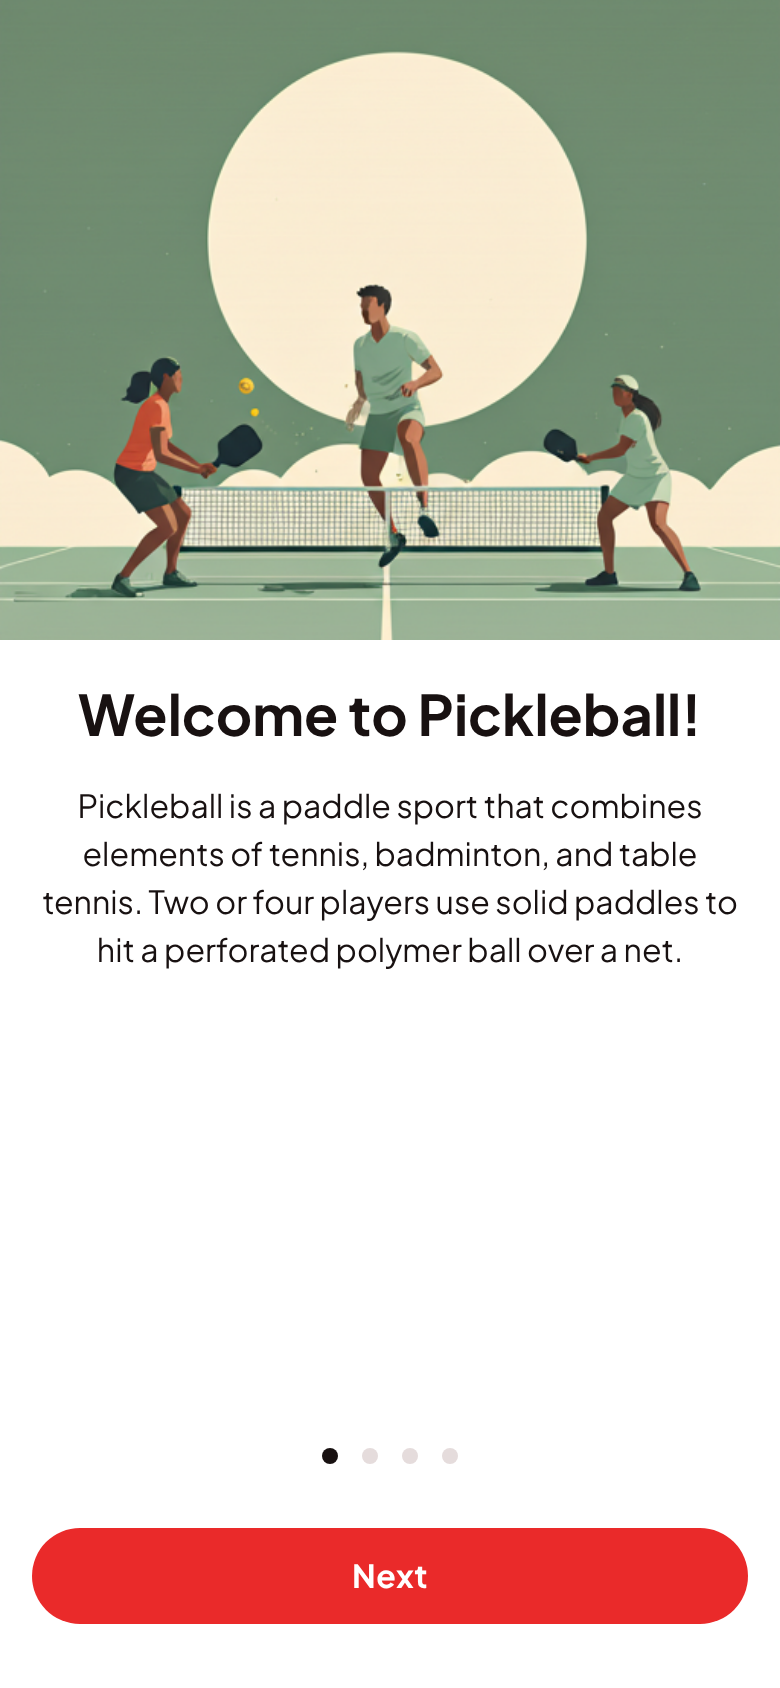 Welcome to Pickleball!
Pickleball is a paddle sport that combines
elements of tennis, badminton, and table
tennis. Two or four players use solid paddles to
hit a perforated polymer ball over a net.
Next